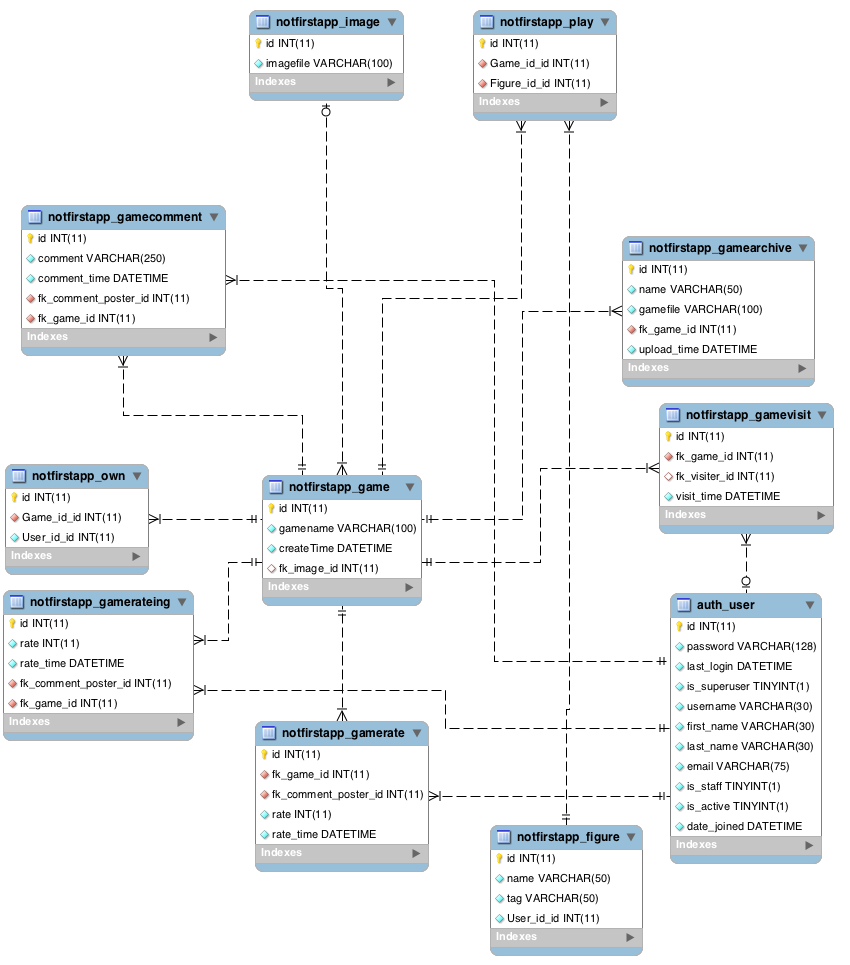 notfirstapp_image
id INT(11)
imagefile VARCHAR(100)
Indexes
notfirstapp_play
id INT(11)
Game_id_id INT(11)
Figure_id_id INT(11)
Indexes
notfirstapp_gamecomment
id INT(11)
comment VARCHAR(250)
comment_time DATETIME
fk_comment_poster_id INT(11)
fk_game_id INT(11)
Indexes
notfirstapp_gamearchive
id INT(11)
name VARCHAR(50)
gamefile VARCHAR(100)
fk_game_id INT(11)
upload_time DATETIME
Indexes
notfirstapp_gamevisit
id INT(11)
fk_game_id INT(11)
fk_visiter_id INT(11)
visit_time DATETIME
Indexes
notfirstapp_own
id INT(11)
Game_id_id INT(11)
User_id_id INT(11)
Indexes
notfirstapp_game
id INT(11)
gamename VARCHAR(100)
createTime DATETIME
fk_image_id INT(11)
Indexes
notfirstapp_gamerateing
id INT(11)
rate INT(11)
rate_time DATETIME
fk_comment_poster_id INT(11)
fk_game_id INT(11)
Indexes
auth_user
id INT(11)
password VARCHAR(128)
last_login DATETIME
is_superuser TINYINT(1)
username VARCHAR(30)
first_name VARCHAR(30)
last_name VARCHAR(30)
email VARCHAR(75)
is_staff TINYINT(1)
is_active TINYINT(1)
date_joined DATETIME
Indexes
notfirstapp_gamerate
id INT(11)
fk_game_id INT(11)
fk_comment_poster_id INT(11)
rate INT(11)
rate_time DATETIME
Indexes
notfirstapp_figure
id INT(11)
name VARCHAR(50)
tag VARCHAR(50)
User_id_id INT(11)
Indexes